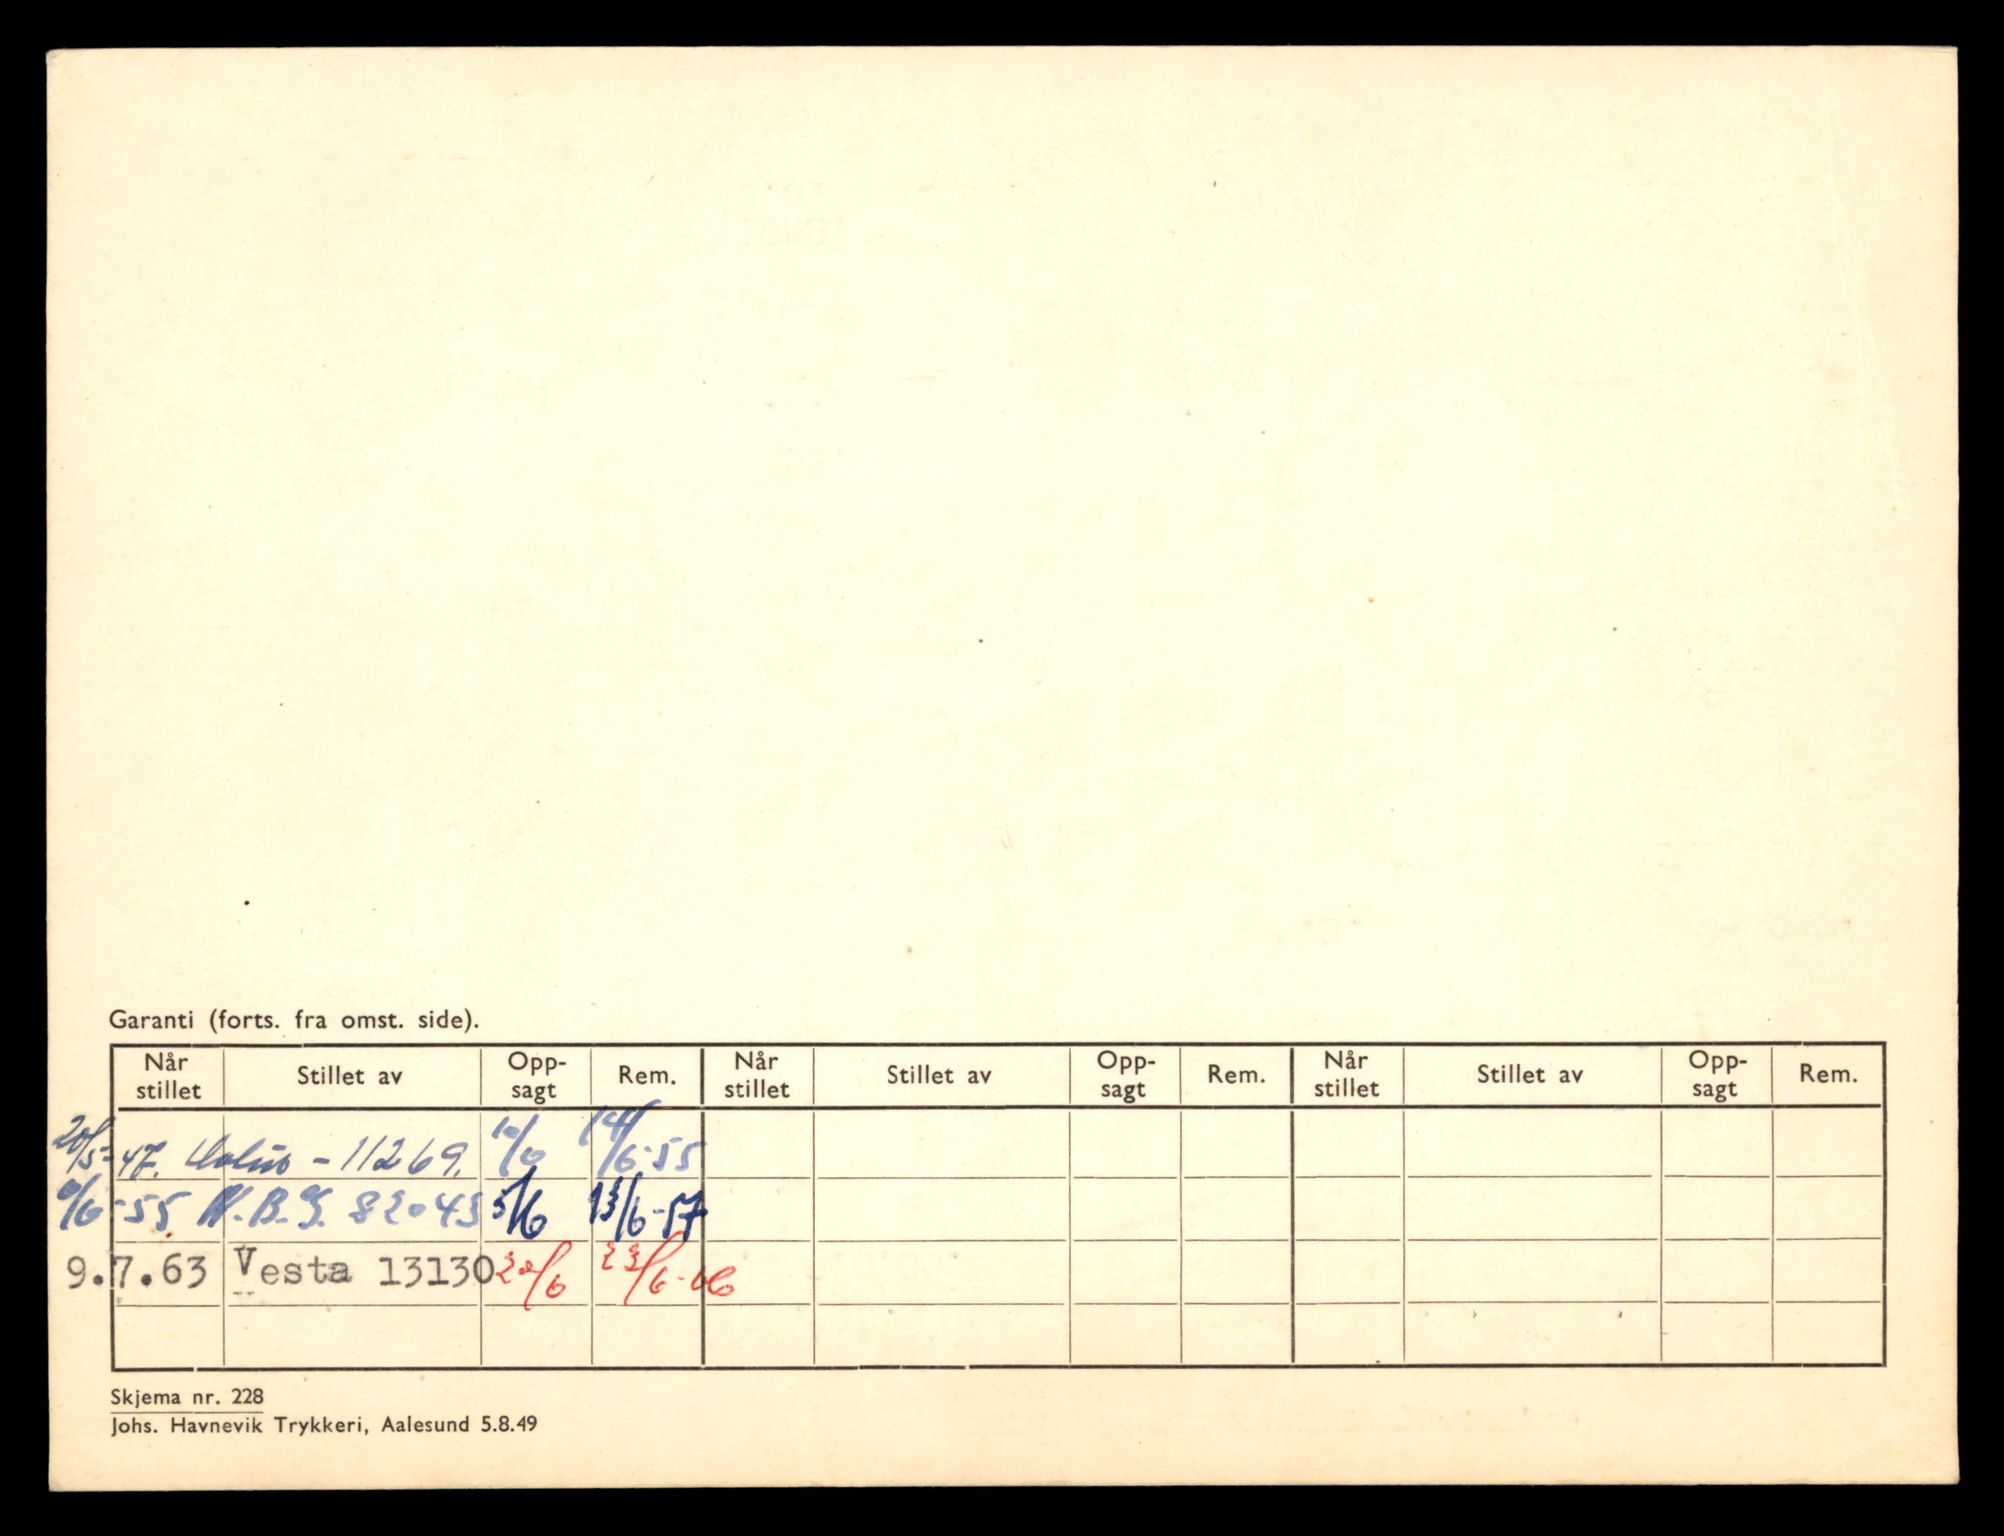 Garanti (forts. fra omst. side).
Når stillet Stillet av Opp-sagt Rem. Når stillet Stillet av Opp-sagt Rem. Når stillet Stillet av Opp-sagt Rem.
20/5-47. - 11269. 10/6 14/6-55
/6-55 N.B.G. 82043 5/6 13/6-57
9.7.63 Vesta 13130 20/6 23/6-66
Skjema nr. 228
Johs. Havnevik Trykkeri, Aalesund 5.8.49